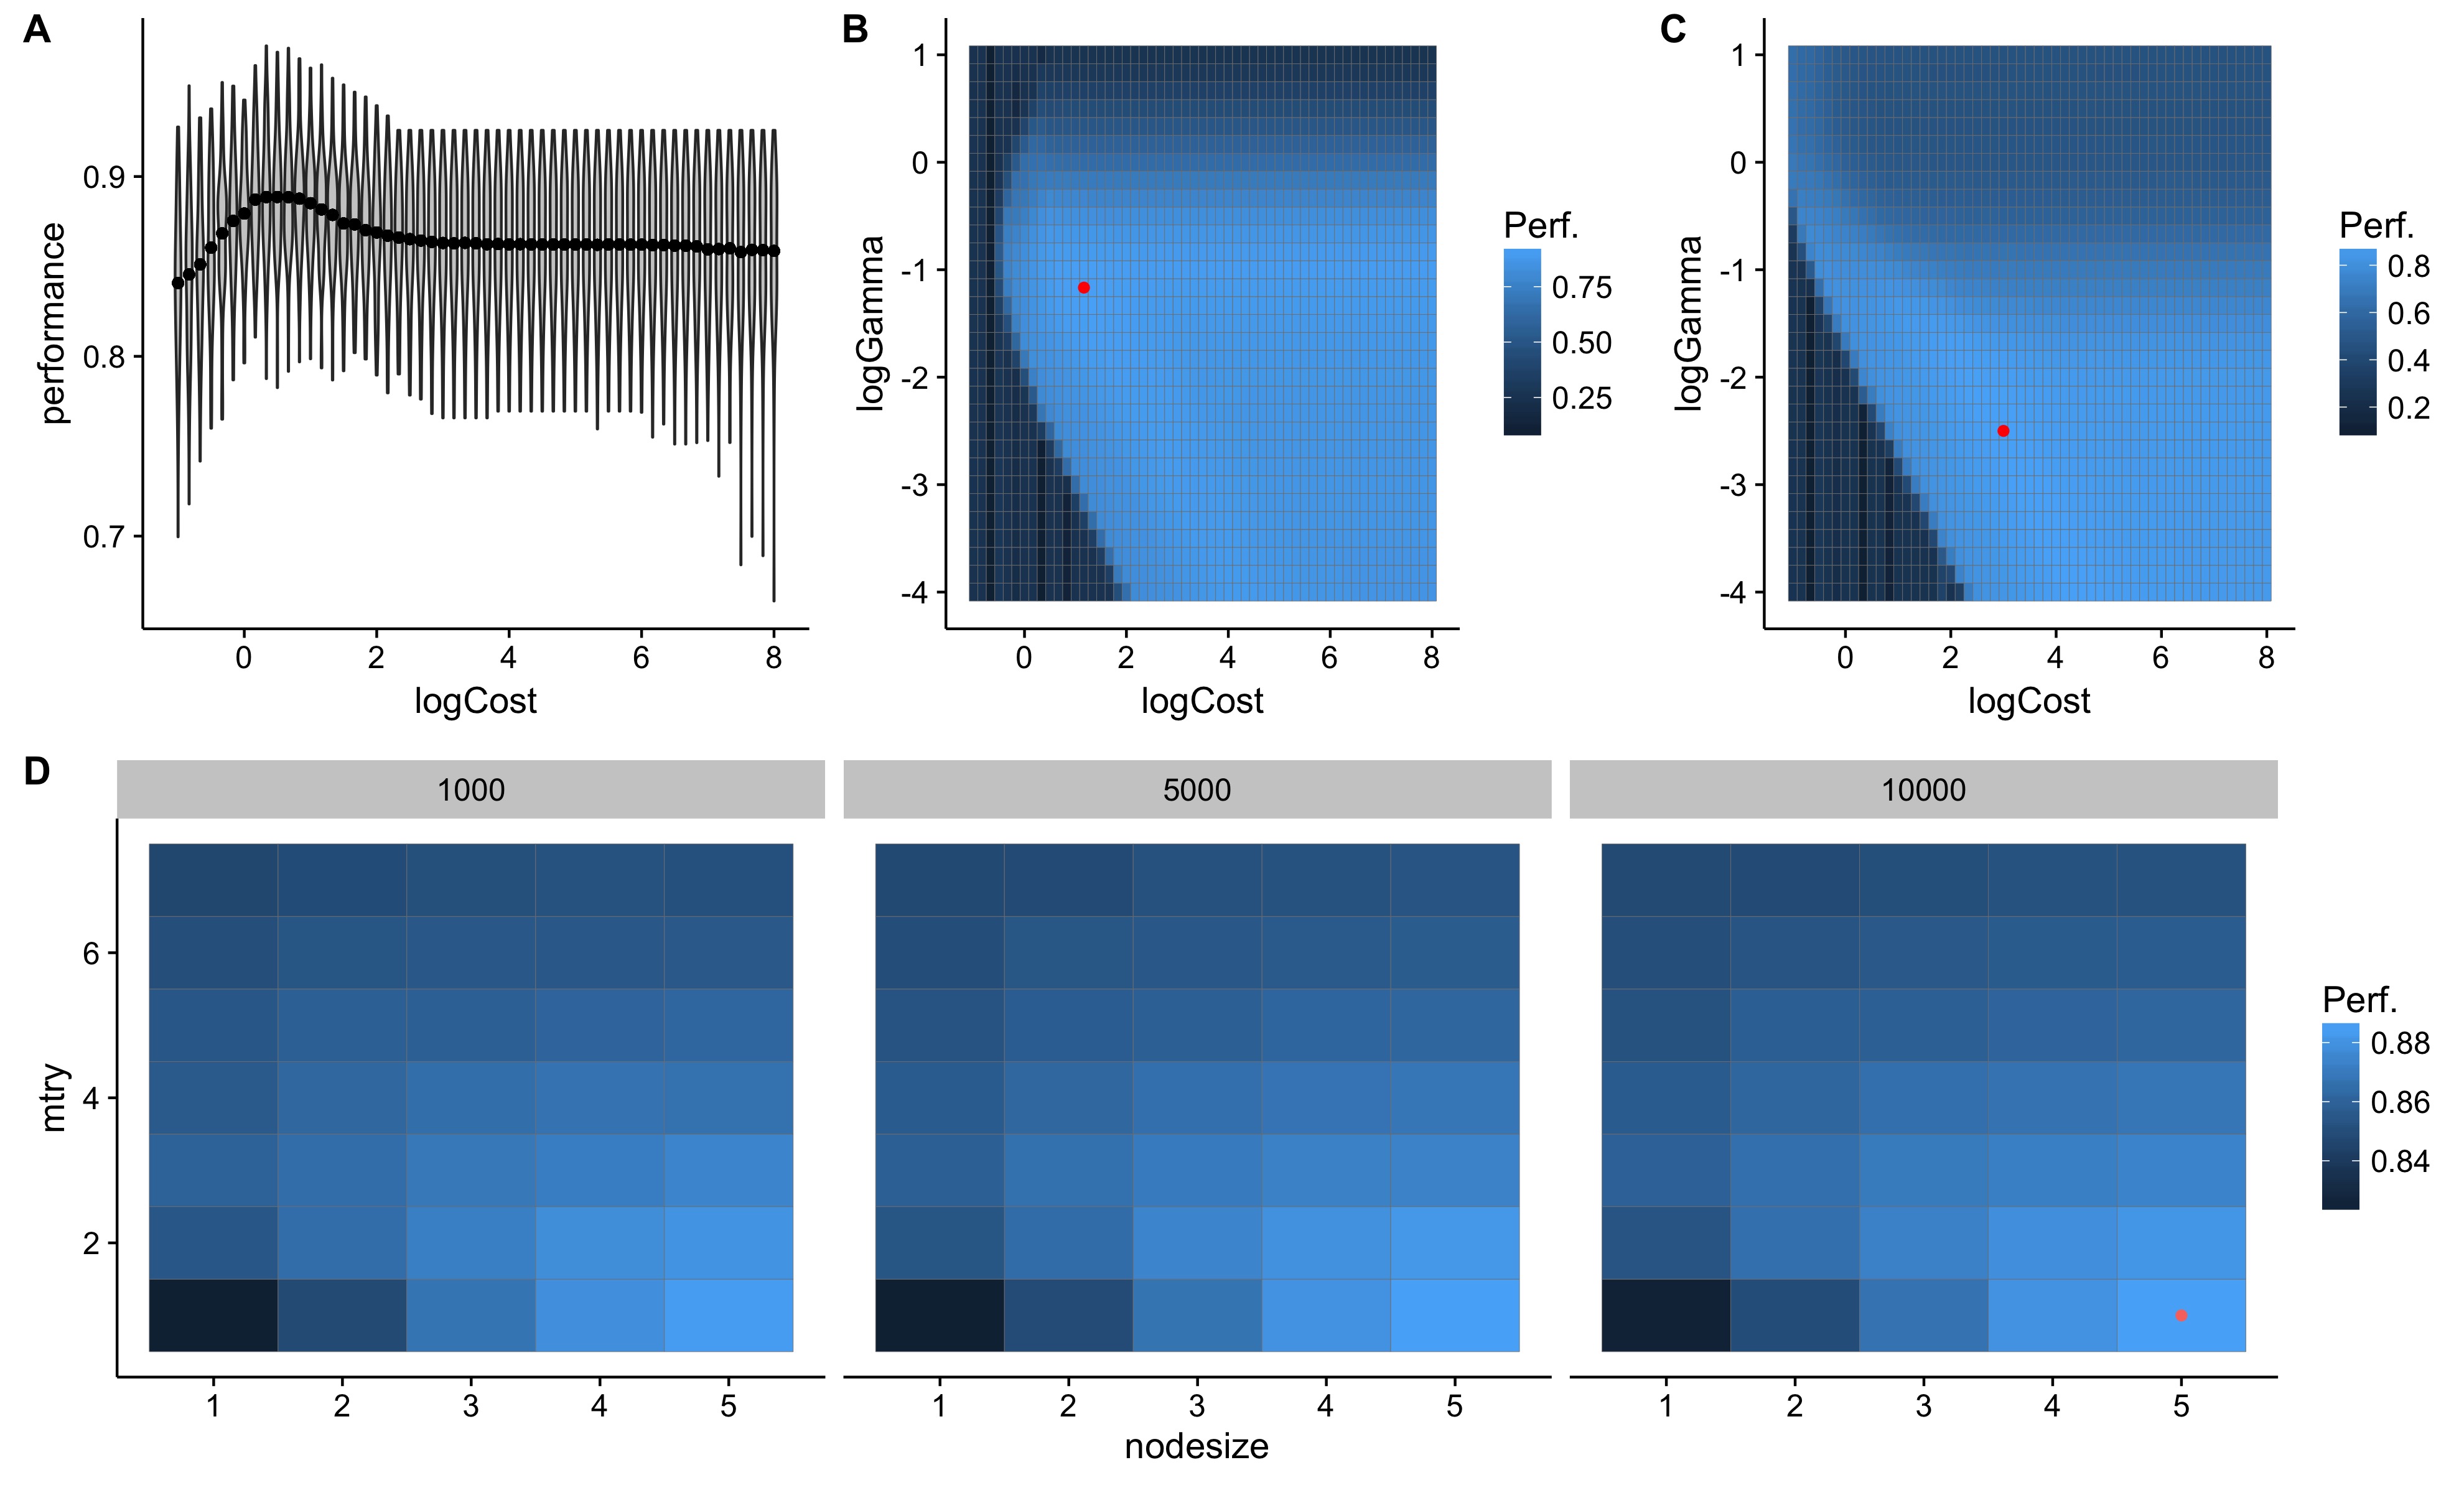 A
performance
0.9
0.8
0.7
0 2 4 6 8
logCost
B
logGamma
1
0
-1
-2
-3
-4
0 2 4 6 8
logCost
Perf.
0.75
0.50
0.25
C
logGamma
1
0
-1
-2
-3
-4
0 2 4 6 8
logCost
Perf.
0.8
0.6
0.4
0.2
D
1000 5000 10000
mtry
6
4
2
1 2 3 4 5 1 2 3 4 5 1 2 3 4 5
nodesize
Perf.
0.88
0.86
0.84